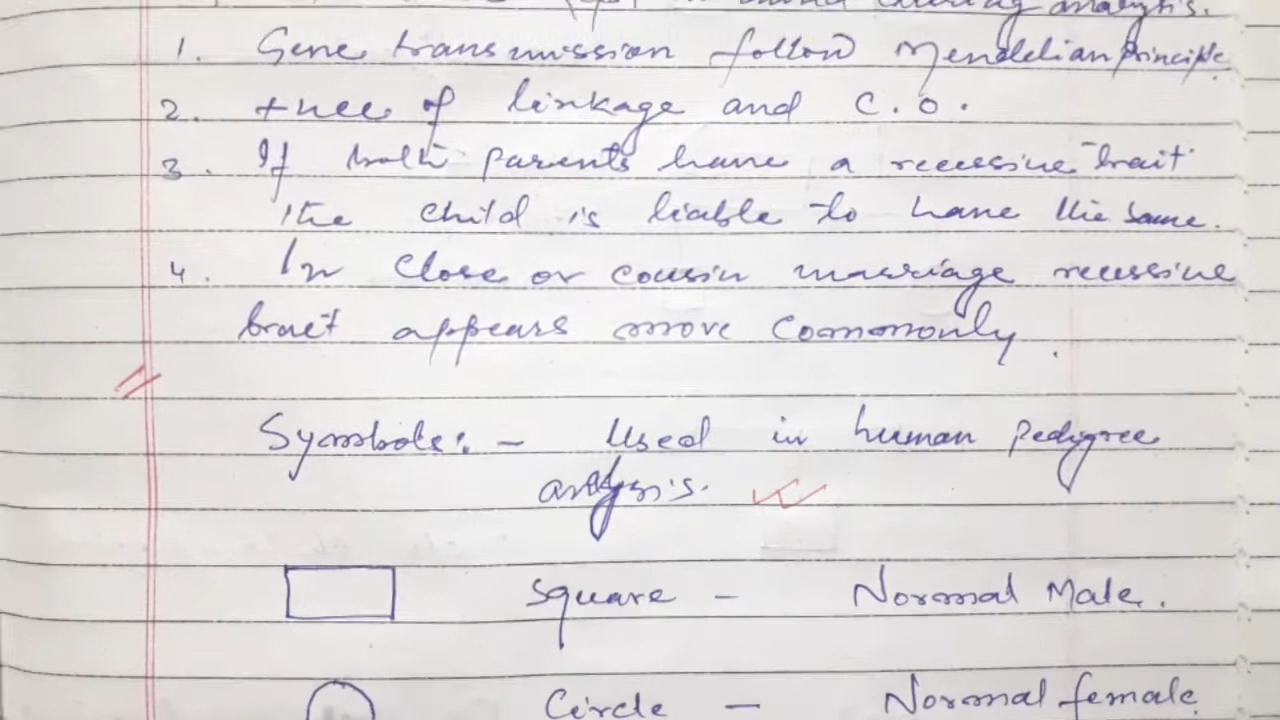 analysis.
1. Gene transmission follow Mendelian principle
2. of linkage and C.O.
3. If both parents have a recessive trait
the child is liable to have the same.
4. In close or cousin marriage recessive
trait appears more commonly.
Symbols: - Used in human pedigree
analysis.
square - Normal Male.
Circle - Normal female